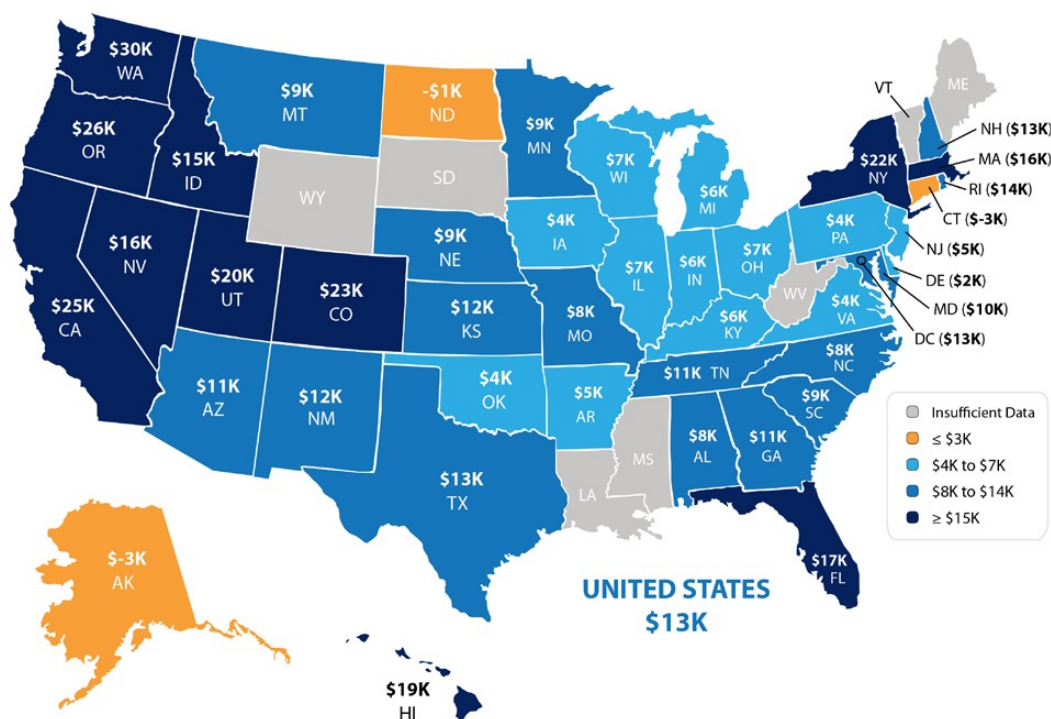 $30K
WA
$26K
OR
$15K
ID
$9K
MT
-$1K
ND
$9K
MN
WY
SD
$7K
WI
$6K
MI
VT
ME
NH ($13K)
MA ($16K)
RI ($14K)
CT ($-3K)
NJ ($5K)
DE ($2K)
MD ($10K)
DC ($13K)
$22K
NY
$4K
PA
$16K
NV
$20K
UT
$23K
CO
$25K
CA
$9K
NE
$4K
IA
$7K
IL
$6K
IN
$7K
OH
WV
$4K
VA
$12K
KS
$8K
MO
$6K
KY
$11K
AZ
$12K
NM
$4K
OK
$5K
AR
$11K TN
$8K
NC
$9K
SC
$13K
TX
LA
MS
$8K
AL
$11K
GA
$17K
FL
Insufficient Data
≤ $3K
$4K to $7K
$8K to $14K
≥ $15K
$-3K
AK
$19K
HI
UNITED STATES
$13K